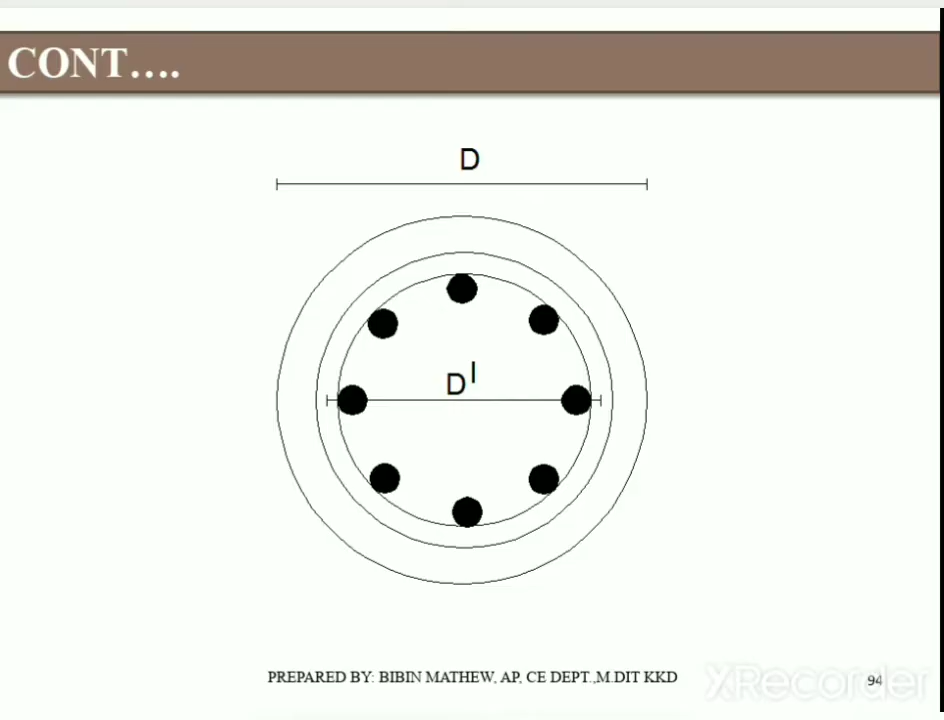 CONT....
D
D|
PREPARED BY: BIBIN MATHEW, AP, CE DEPT.,M.DIT KKD
94
XRecorder